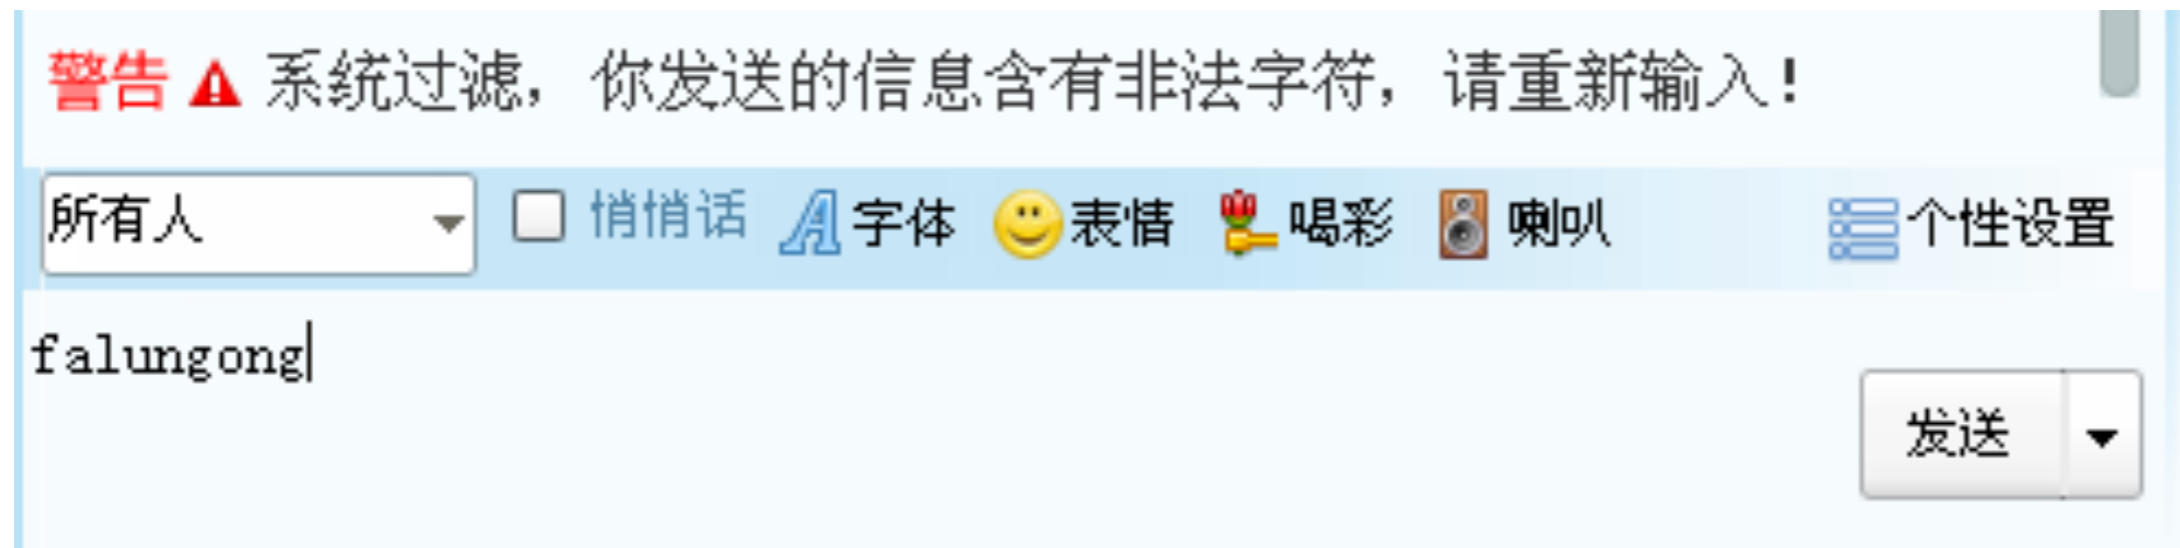 警告 系统过滤，你发送的信息含有非法字符，请重新输入！
所有人 悄悄话 字体 表情 喝彩 喇叭 个性设置
falungong
发送